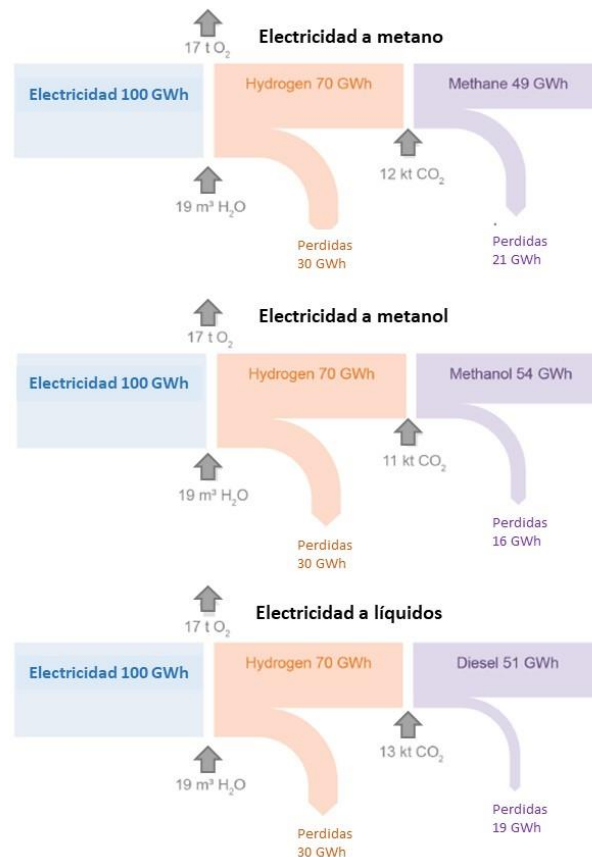 Electricidad a metano
17 t O₂
Electricidad 100 GWh
Hydrogen 70 GWh
Methane 49 GWh
19 m³ H₂O
12 kt CO₂
Perdidas
30 GWh
Perdidas
21 GWh
Electricidad a metanol
17 t O₂
Electricidad 100 GWh
Hydrogen 70 GWh
Methanol 54 GWh
19 m³ H₂O
11 kt CO₂
Perdidas
30 GWh
Perdidas
16 GWh
Electricidad a líquidos
17 t O₂
Electricidad 100 GWh
Hydrogen 70 GWh
Diesel 51 GWh
19 m³ H₂O
13 kt CO₂
Perdidas
30 GWh
Perdidas
19 GWh